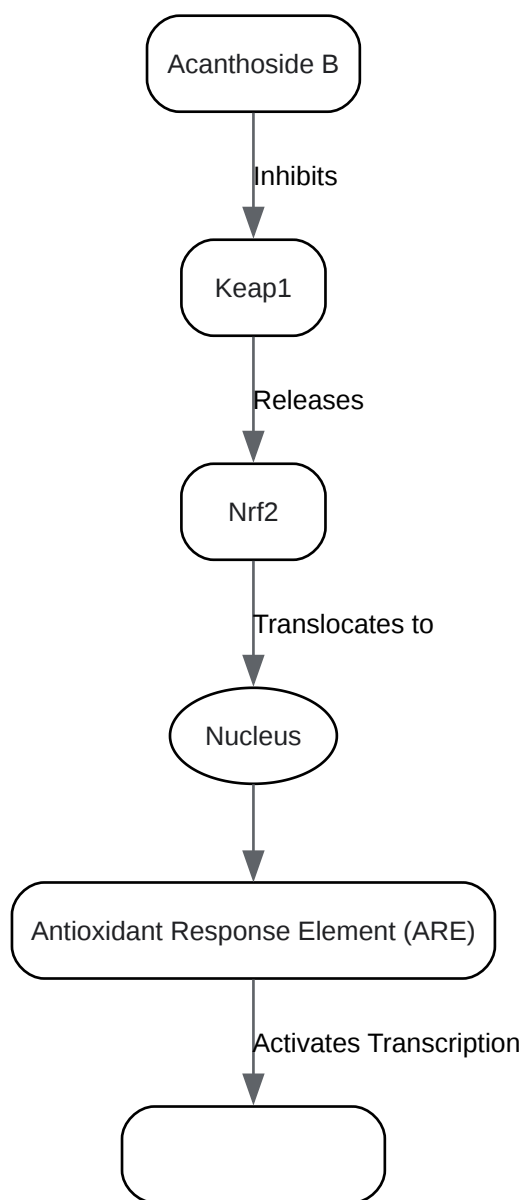 Acanthoside B
Inhibits
Keap1
Releases
Nrf2
Translocates to
Nucleus
Antioxidant Response Element (ARE)
Activates Transcription